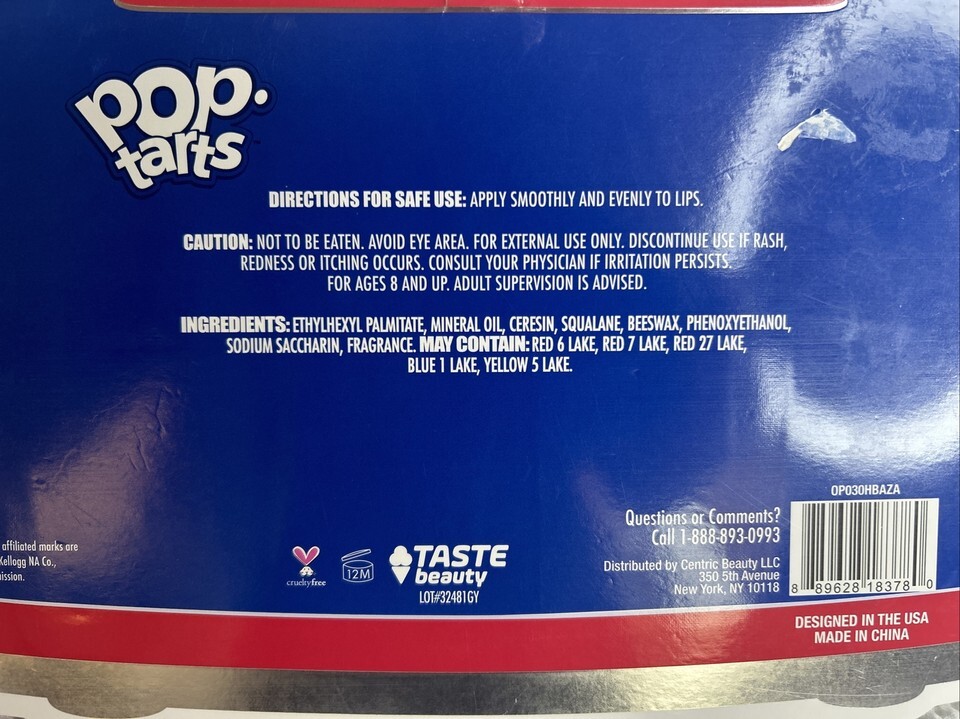 POP.
tarts
DIRECTIONS FOR SAFE USE: APPLY SMOOTHLY AND EVENLY TO LIPS.
CAUTION: NOT TO BE EATEN. AVOID EYE AREA. FOR EXTERNAL USE ONLY. DISCONTINUE USE IF RASH,
REDNESS OR ITCHING OCCURS. CONSULT YOUR PHYSICIAN IF IRRITATION PERSISTS.
FOR AGES 8 AND UP. ADULT SUPERVISION IS ADVISED.
INGREDIENTS: ETHYLHEXYL PALMITATE, MINERAL OIL, CERESIN, SQUALANE, BEESWAX, PHENOXYETHANOL,
SODIUM SACCHARIN, FRAGRANCE. MAY CONTAIN: RED 6 LAKE, RED 7 LAKE, RED 27 LAKE,
BLUE 1 LAKE, YELLOW 5 LAKE.
affiliated marks are
Kellogg NA Co.,
crueltyfree
12M
TASTE
beauty
LOT#32481GY
Questions or Comments?
Call 1-888-893-0993
Distributed by Centric Beauty LLC
350 5th Avenue
New York, NY 10118
OP030HBAZA
8 89628 18378 0
DESIGNED IN THE USA
MADE IN CHINA